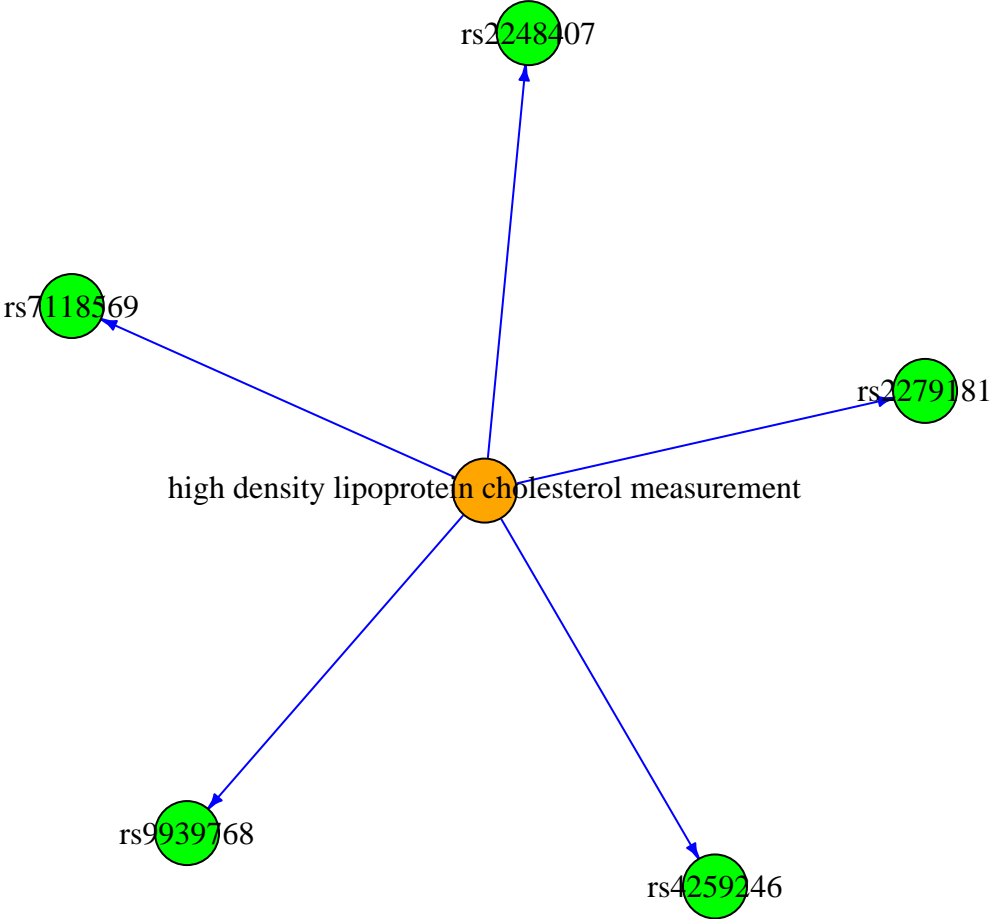 rs2248407
rs7118569
rs2279181
high density lipoprotein cholesterol measurement
rs9939768
rs4259246